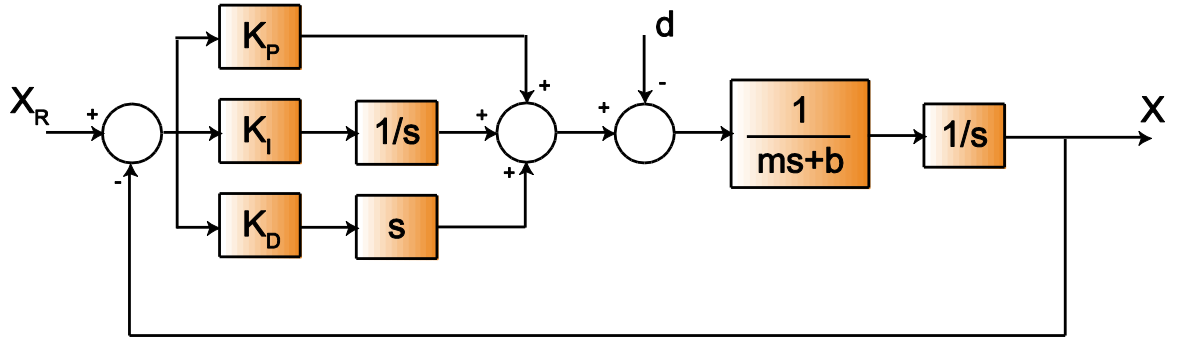 K_P
d
X_R
+
+
-
+
K_I
1/s
+
1
ms+b
1/s
X
-
+
K_D
s